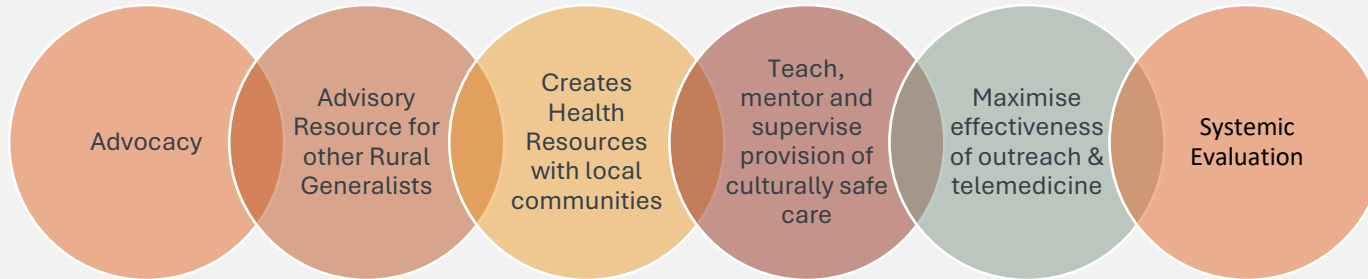 Advocacy
Advisory
Resource for
other Rural
Generalists
Creates
Health
Resources
with local
communities
Teach,
mentor and
supervise
provision of
culturally safe
care
Maximise
effectiveness
of outreach &
telemedicine
Systemic
Evaluation